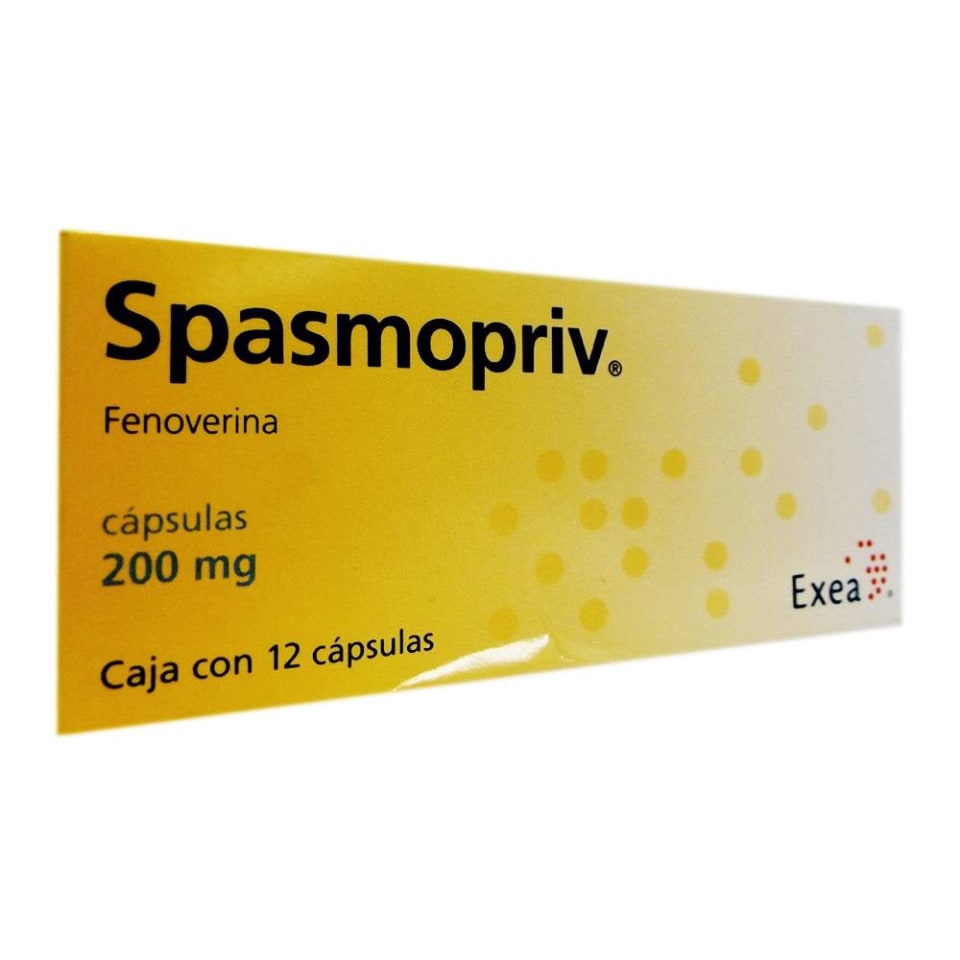 Spasmopriv®
Fenoverina
cápsulas
200 mg
Caja con 12 cápsulas
Exea®